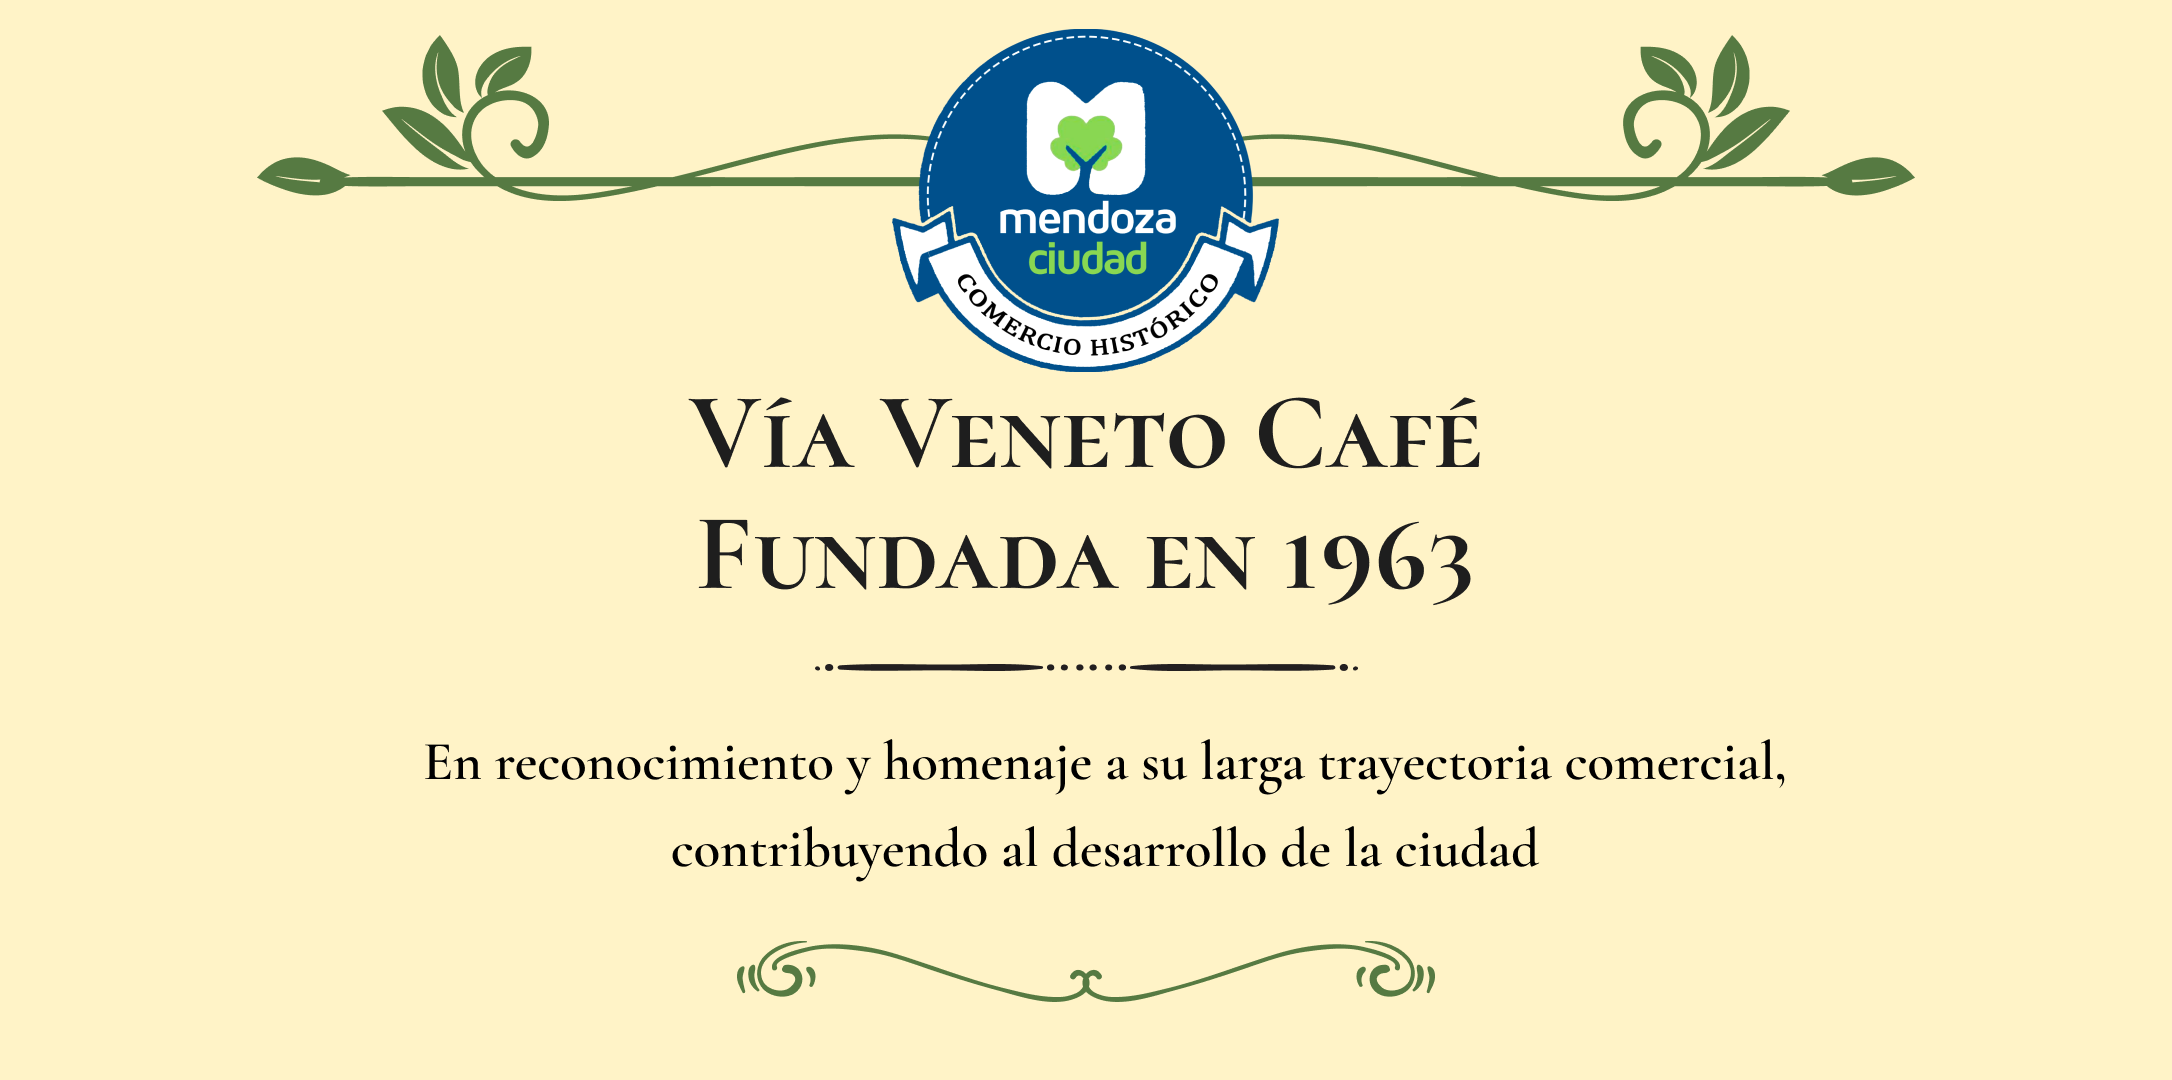 mendoza
ciudad
COMERCIO HISTÓRICO
Vía Veneto Café
Fundada en 1963
En reconocimiento y homenaje a su larga trayectoria comercial,
contribuyendo al desarrollo de la ciudad